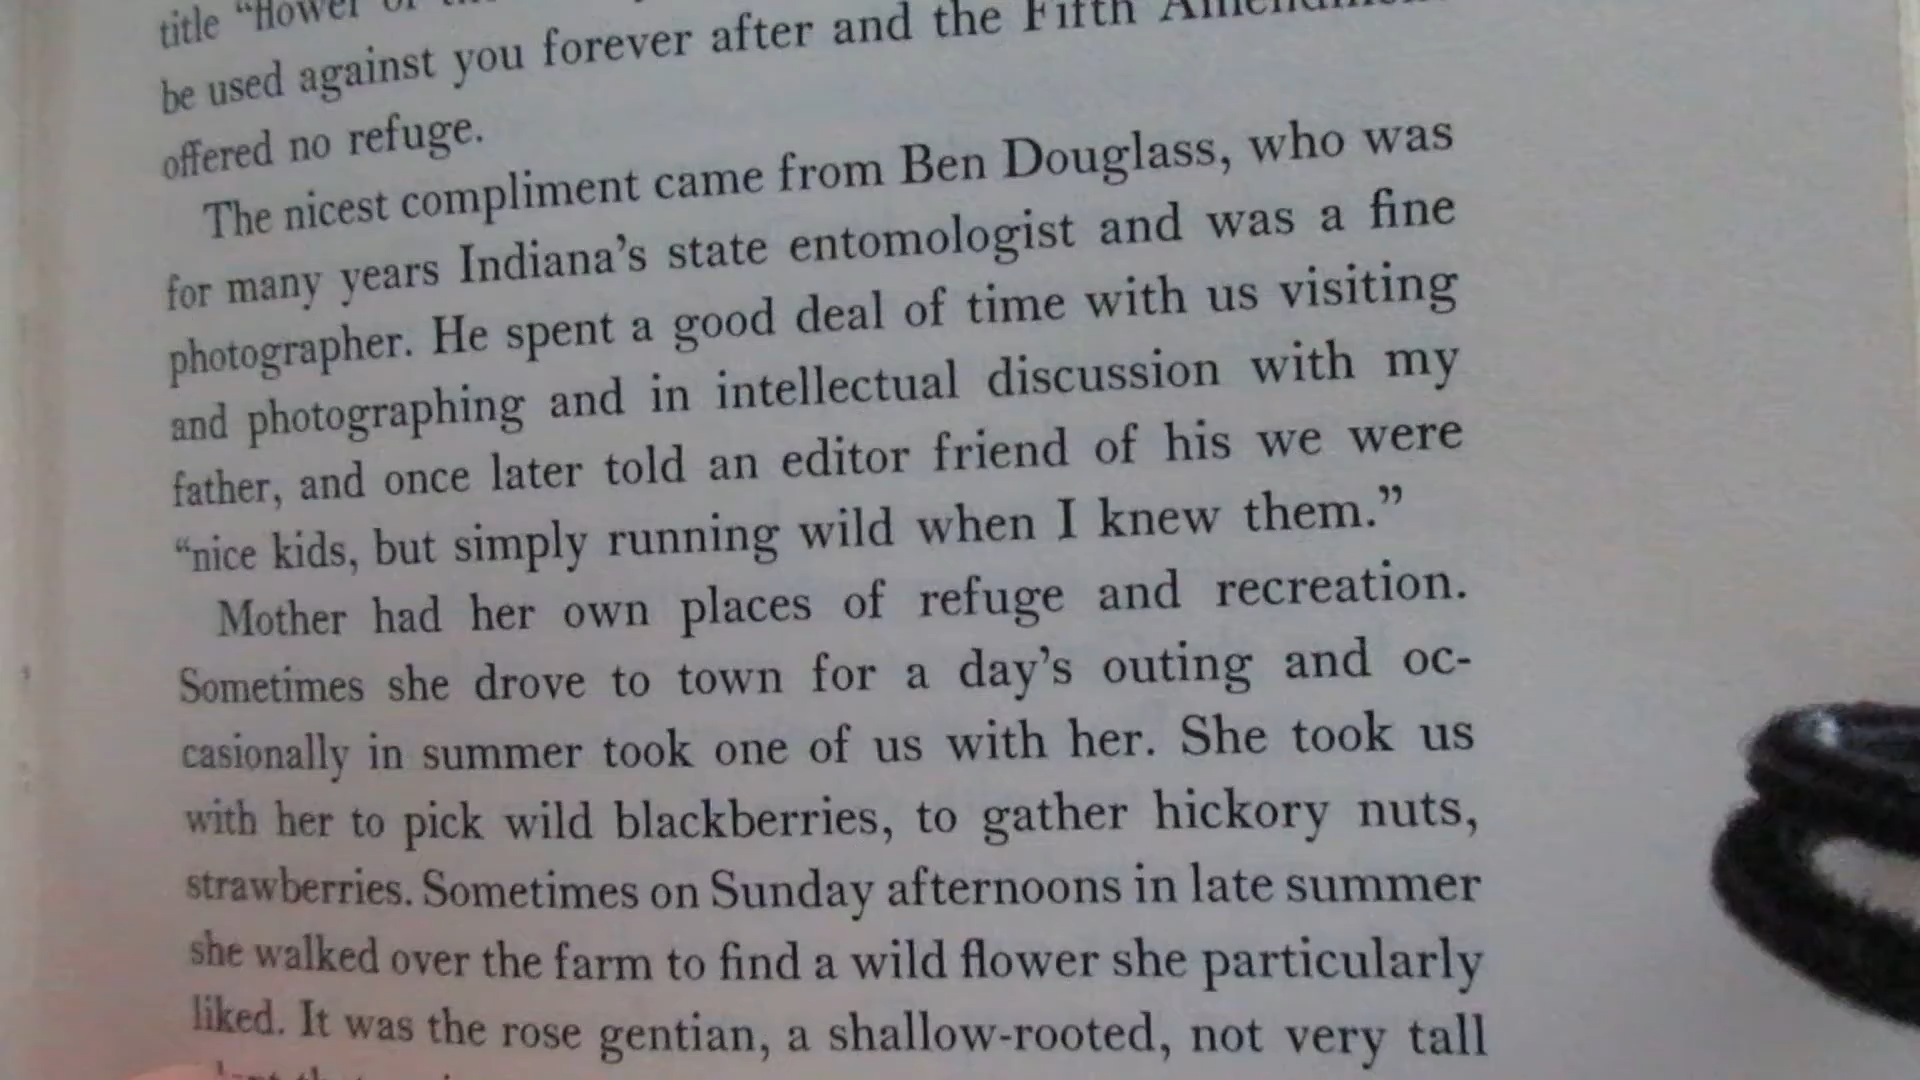 title "flower of the
be used against you forever after and the Fifth Amendment
offered no refuge.
The nicest compliment came from Ben Douglass, who was
for many years Indiana's state entomologist and was a fine
photographer. He spent a good deal of time with us visiting
and photographing and in intellectual discussion with my
father, and once later told an editor friend of his we were
"nice kids, but simply running wild when I knew them."
Mother had her own places of refuge and recreation.
Sometimes she drove to town for a day's outing and oc-
casionally in summer took one of us with her. She took us
with her to pick wild blackberries, to gather hickory nuts,
strawberries. Sometimes on Sunday afternoons in late summer
she walked over the farm to find a wild flower she particularly
liked. It was the rose gentian, a shallow-rooted, not very tall